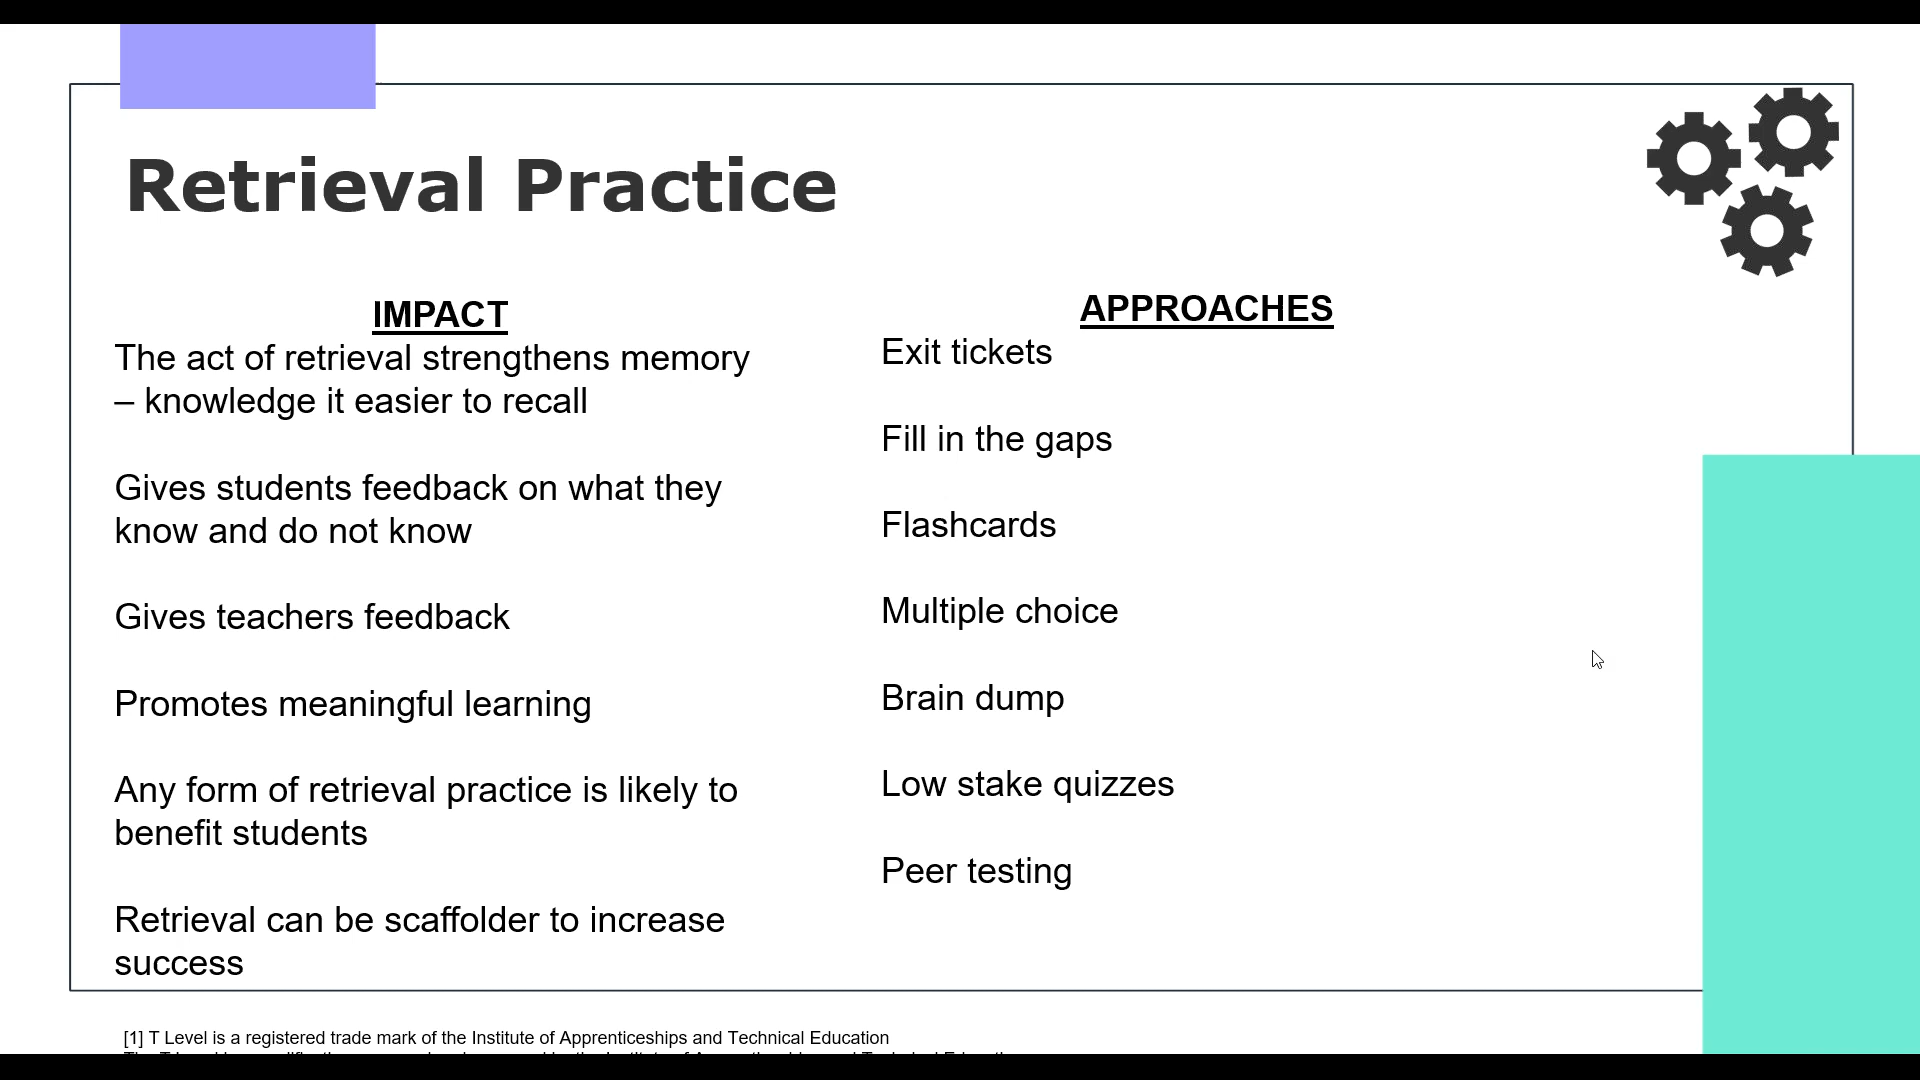 Retrieval Practice
IMPACT
The act of retrieval strengthens memory
– knowledge it easier to recall
Gives students feedback on what they
know and do not know
Gives teachers feedback
Promotes meaningful learning
Any form of retrieval practice is likely to
benefit students
Retrieval can be scaffolder to increase
success
APPROACHES
Exit tickets
Fill in the gaps
Flashcards
Multiple choice
Brain dump
Low stake quizzes
Peer testing
[1] T Level is a registered trade mark of the Institute of Apprenticeships and Technical Education